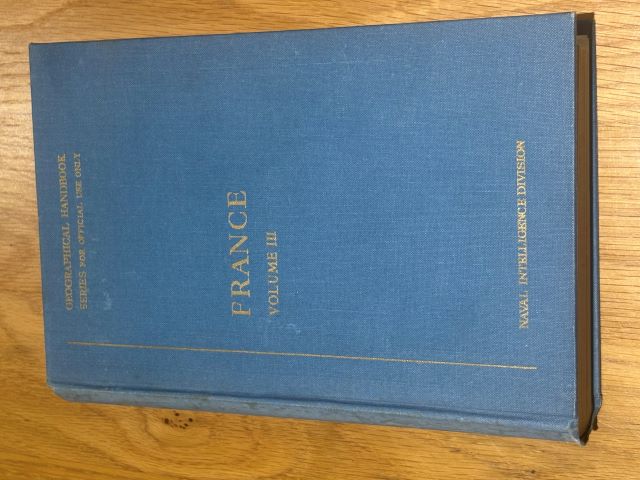 GEOGRAPHICAL HANDBOOK
SERIES FOR OFFICIAL USE ONLY
FRANCE
VOLUME III
NAVAL INTELLIGENCE DIVISION